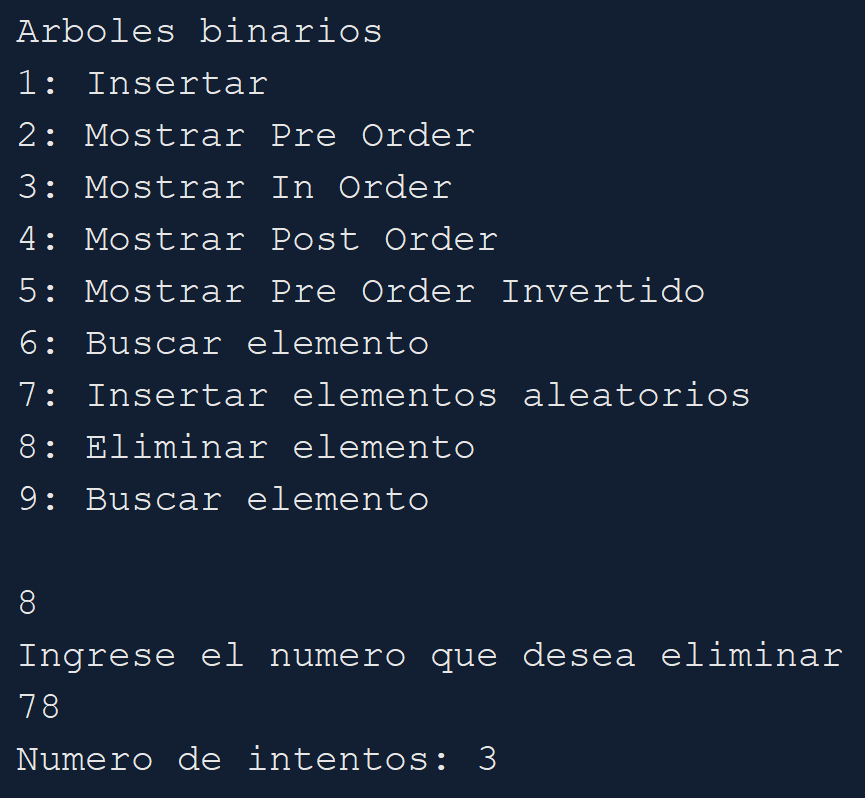 Arboles binarios
1: Insertar
2: Mostrar Pre Order
3: Mostrar In Order
4: Mostrar Post Order
5: Mostrar Pre Order Invertido
6: Buscar elemento
7: Insertar elementos aleatorios
8: Eliminar elemento
9: Buscar elemento
8
Ingrese el numero que desea eliminar
78
Numero de intentos: 3